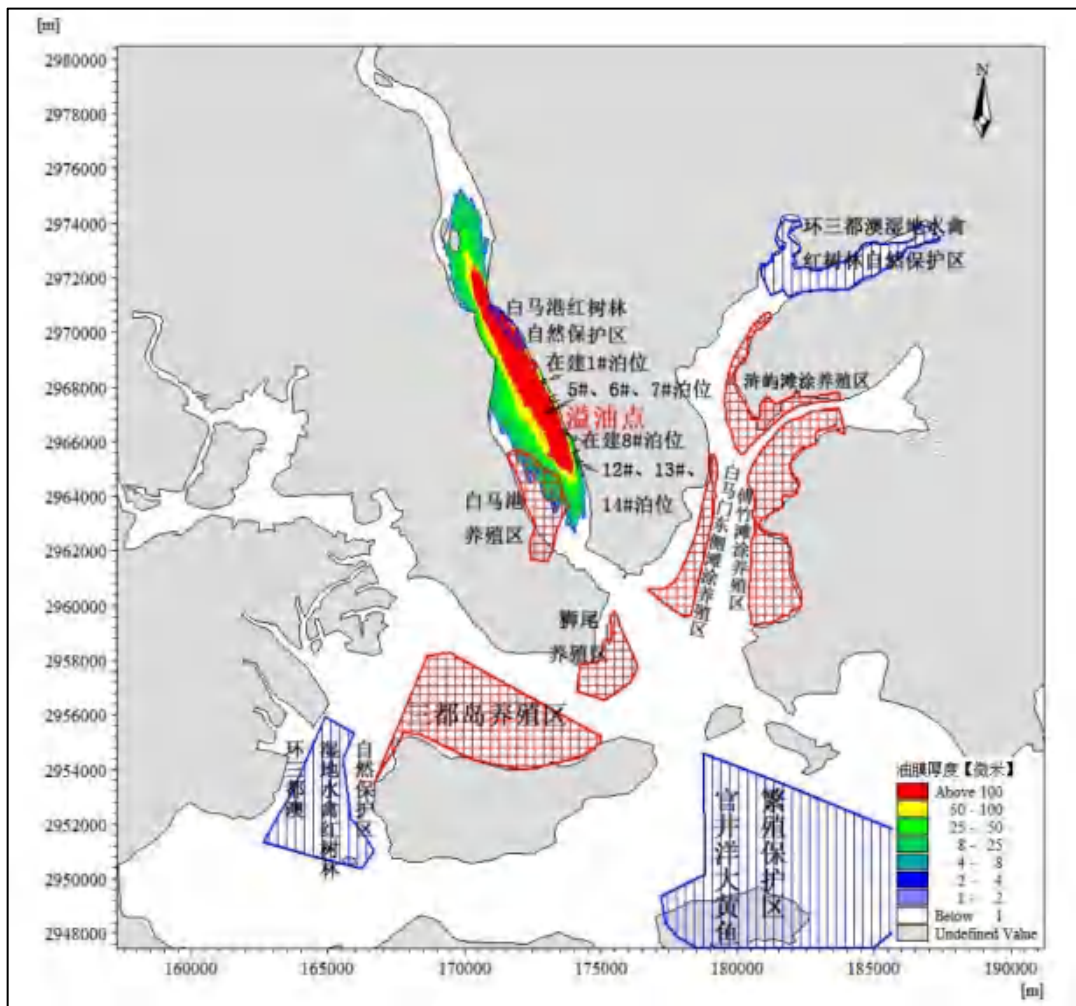 [m]
2980000
2978000
2976000
2974000
2972000
2970000
2968000
2966000
2964000
2962000
2960000
2958000
2956000
2954000
2952000
2950000
2948000
N
环三都澳湿地水禽
红树林自然保护区
白马港红树林
自然保护区
在建1#泊位
5#、6#、7#泊位
溢油点
在建8#泊位
12#、13#、
14#泊位
白马港
养殖区
浒屿滩涂养殖区
白马门东侧滩涂养殖区
竹滩涂养殖区
狮尾
养殖区
都岛养殖区
环三都澳
湿地水禽红树林
自然保护区
官井洋大黄鱼
繁殖保护区
油膜厚度【微米】
Above 100
50 - 100
25 - 50
8 - 25
4 - 8
2 - 4
1 - 2
Below 1
Undefined Value
160000
165000
170000
175000
180000
185000
190000
[m]